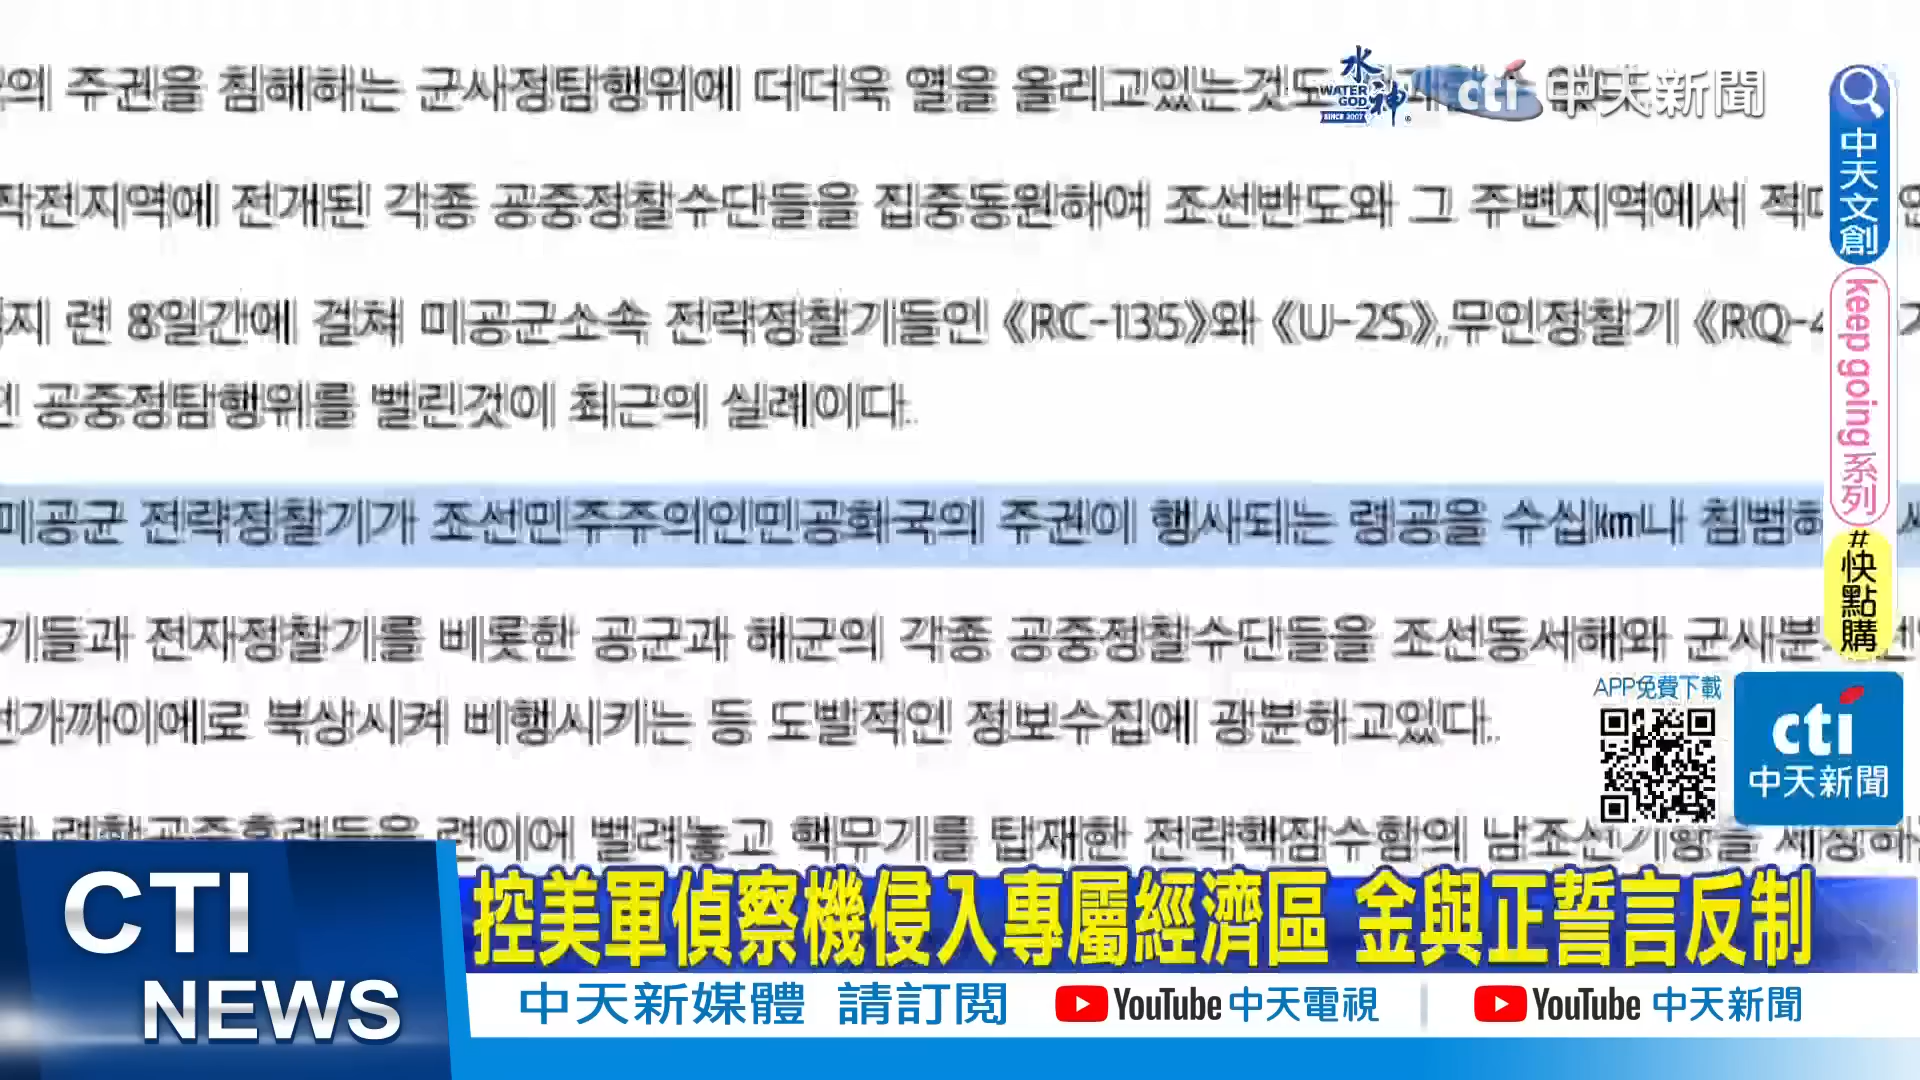 의 주권을 침해하는 군사정탐행위에 더더욱 열을 올리고있는것도
작전지역에 전개된 각종 공중정찰수단들을 집중동원하여 조선반도와 그 주변지역에서
지 련 8일간에 걸쳐 미공군소속 전략정찰기들인 《RC-135》와 《U-2S》, 무인정찰기 《RQ-4
인 공중정탐행위를 벌린것이 최근의 실례이다.
미공군 전략정찰기가 조선민주주의인민공화국의 주권이 행사되는 령공을 수십㎞나 침범하
기들과 전자정찰기를 비롯한 공군과 해군의 각종 공중정찰수단들을 조선동서해와
선가까이에로 북상시켜 비행시키는 등 도발적인 정보수집에 광분하고있다.
련합공중훈련들을 련이어 벌려놓고 핵무기를 탑재한 전략핵잠수함의 남조선기항을
水神
WATER GOD
SINCE 2007
cti 中天新聞
中天文創
keep going 系列
#快點購
APP免費下載
cti
中天新聞
CTI
NEWS
控美軍偵察機侵入專屬經濟區 金與正誓言反制
中天新媒體 請訂閱 YouTube 中天電視 YouTube 中天新聞